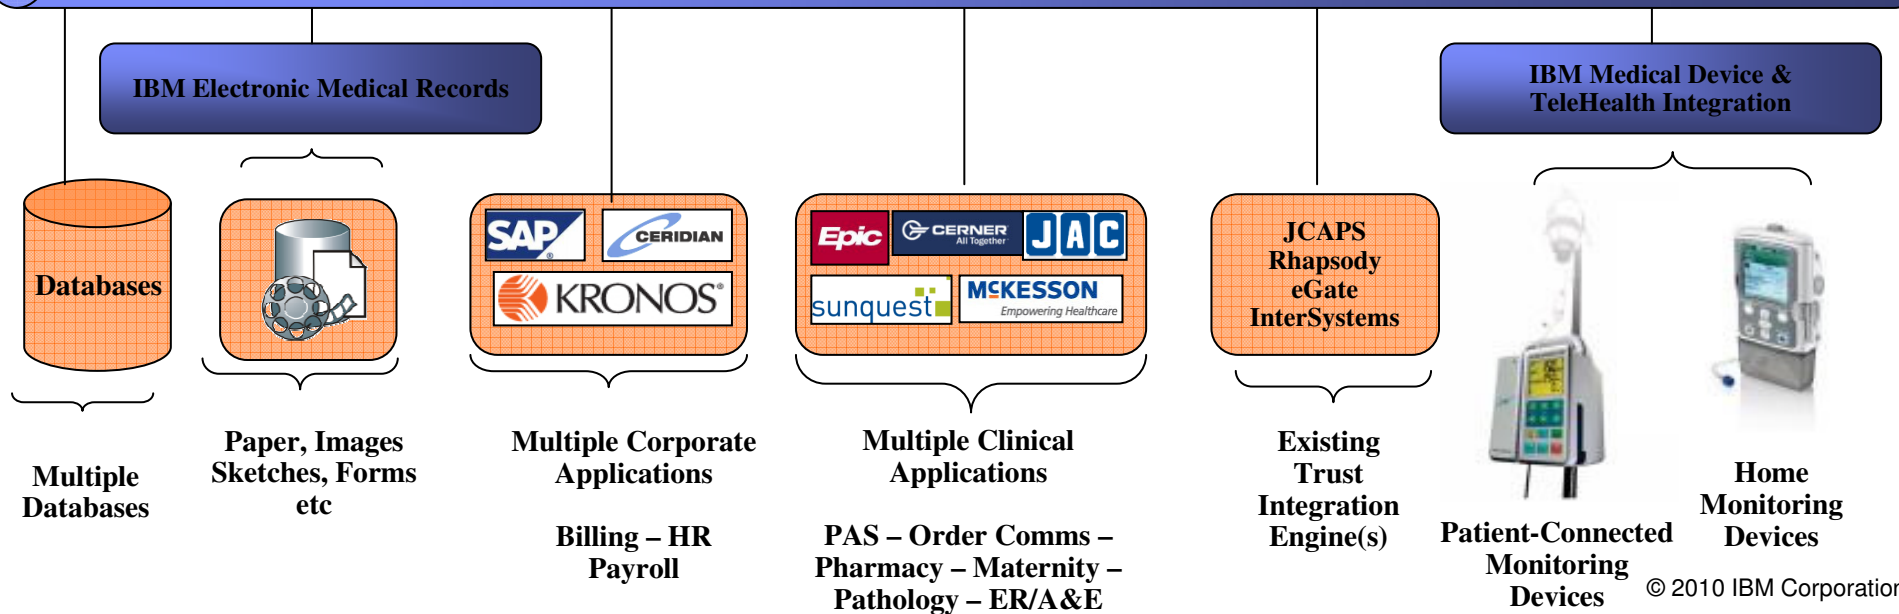 IBM Electronic Medical Records
IBM Medical Device &
TeleHealth Integration
Databases
SAP
®
CERIDIAN
KRONOS®
Epic
CERNER
All Together
JAC
sunquest
MCKESSON
Empowering Healthcare
JCAPS
Rhapsody
eGate
InterSystems
Multiple
Databases
Paper, Images
Sketches, Forms
etc
Multiple Corporate
Applications
Billing – HR
Payroll
Multiple Clinical
Applications
PAS – Order Comms –
Pharmacy – Maternity –
Pathology – ER/A&E
Existing
Trust
Integration
Engine(s)
Patient-Connected
Monitoring
Devices
Home
Monitoring
Devices
© 2010 IBM Corporation